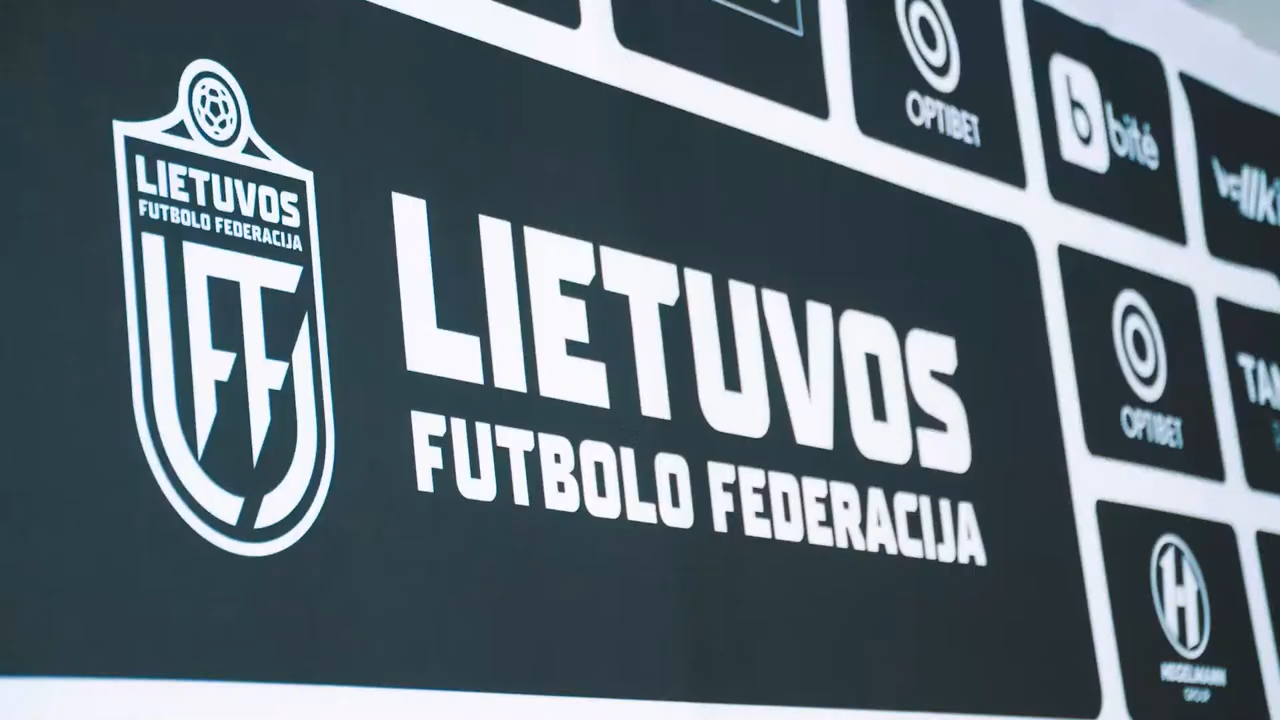 LIETUVOS
FUTBOLO FEDERACIJA
LFF
LIETUVOS
FUTBOLO FEDERACIJA
OPTIBET
b bitė
OPTIBET
H
HEGELMANN
GROUP